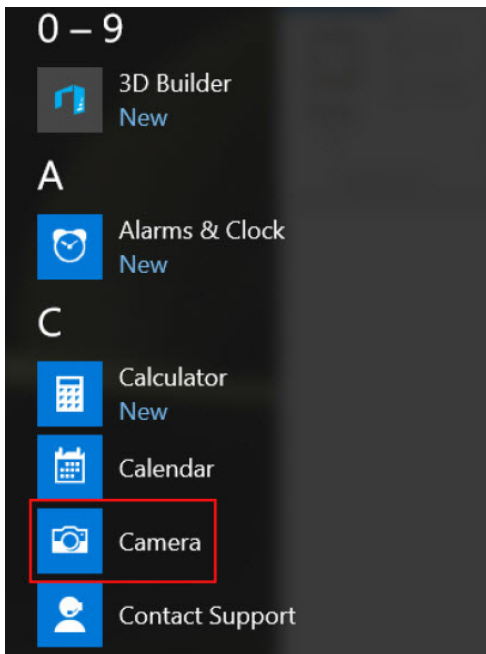 0 – 9
3D Builder
New
A
Alarms & Clock
New
C
Calculator
New
Calendar
Camera
Contact Support